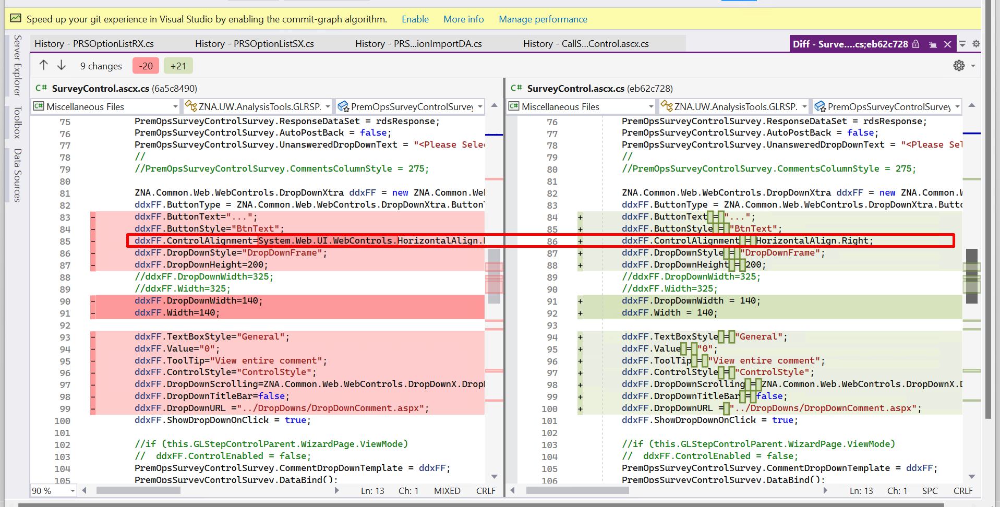 Speed up your git experience in Visual Studio by enabling the commit-graph algorithm. Enable More info Manage performance
Server Explorer
Toolbox
Data Sources
History - PRSOptionListRX.cs History - PRSOptionListSX.cs History - PRS...ionImportDA.cs History - CallS...Control.ascx.cs Diff - Surve....cs;eb62c728
9 changes -20 +21
C# SurveyControl.ascx.cs (6a5c8490)
C# Miscellaneous Files ZNA.UW.AnalysisTools.GLRSP. PremOpsSurveyControlSurvey
75 PremOpsSurveyControlSurvey.ResponseDataSet = rdsResponse;
76 PremOpsSurveyControlSurvey.AutoPostBack = false;
77 PremOpsSurveyControlSurvey.UnansweredDropDownText = "<Please Sele
78 //
79 //PremOpsSurveyControlSurvey.CommentsColumnStyle = 275;
80
81 ZNA.Common.Web.WebControls.DropDownXtra ddxFF = new ZNA.Common.We
82 ddxFF.ButtonType = ZNA.Common.Web.WebControls.DropDownXtra.Button
83 - ddxFF.ButtonText="...";
84 - ddxFF.ButtonStyle="BtnText";
85 - ddxFF.ControlAlignment=System.Web.UI.WebControls.HorizontalAlign.
86 - ddxFF.DropDownStyle="DropDownFrame";
87 - ddxFF.DropDownHeight=200;
88 //ddxFF.DropDownWidth=325;
89 //ddxFF.Width=325;
90 - ddxFF.DropDownWidth=140;
91 - ddxFF.Width=140;
92
93 - ddxFF.TextBoxStyle="General";
94 - ddxFF.Value="0";
95 - ddxFF.ToolTip="View entire comment";
96 - ddxFF.ControlStyle="ControlStyle";
97 - ddxFF.DropDownScrolling=ZNA.Common.Web.WebControls.DropDownX.Drop
98 - ddxFF.DropDownTitleBar=false;
99 - ddxFF.DropDownURL ="../DropDowns/DropDownComment.aspx";
100 ddxFF.ShowDropDownOnClick = true;
101
102 //if (this.GLStepControlParent.WizardPage.ViewMode)
103 // ddxFF.ControlEnabled = false;
104 PremOpsSurveyControlSurvey.CommentDropDownTemplate = ddxFF;
105 PremOpsSurveyControlSurvey.DataBind();
90 % Ln: 13 Ch: 1 MIXED CRLF
C# SurveyControl.ascx.cs (eb62c728)
C# Miscellaneous Files ZNA.UW.AnalysisTools.GLRSP. PremOpsSurveyControlSurvey
76 PremOpsSurveyControlSurvey.ResponseDataSet = rdsResponse;
77 PremOpsSurveyControlSurvey.AutoPostBack = false;
78 PremOpsSurveyControlSurvey.UnansweredDropDownText = "<Please Sel
79 //
80 //PremOpsSurveyControlSurvey.CommentsColumnStyle = 275;
81
82 ZNA.Common.Web.WebControls.DropDownXtra ddxFF = new ZNA.Common.W
83 ddxFF.ButtonType = ZNA.Common.Web.WebControls.DropDownXtra.Butto
84 + ddxFF.ButtonText = "...";
85 + ddxFF.ButtonStyle = "BtnText";
86 + ddxFF.ControlAlignment = HorizontalAlign.Right;
87 + ddxFF.DropDownStyle = "DropDownFrame";
88 + ddxFF.DropDownHeight = 200;
89 //ddxFF.DropDownWidth=325;
90 //ddxFF.Width=325;
91 + ddxFF.DropDownWidth = 140;
92 + ddxFF.Width = 140;
93
94 + ddxFF.TextBoxStyle = "General";
95 + ddxFF.Value = "0";
96 + ddxFF.ToolTip = "View entire comment";
97 + ddxFF.ControlStyle = "ControlStyle";
98 + ddxFF.DropDownScrolling = ZNA.Common.Web.WebControls.DropDownX.D
99 + ddxFF.DropDownTitleBar = false;
100 + ddxFF.DropDownURL = "../DropDowns/DropDownComment.aspx";
101 ddxFF.ShowDropDownOnClick = true;
102
103 //if (this.GLStepControlParent.WizardPage.ViewMode)
104 // ddxFF.ControlEnabled = false;
105 PremOpsSurveyControlSurvey.CommentDropDownTemplate = ddxFF;
106 PremOpsSurveyControlSurvey.DataBind();
Ln: 13 Ch: 1 SPC CRLF